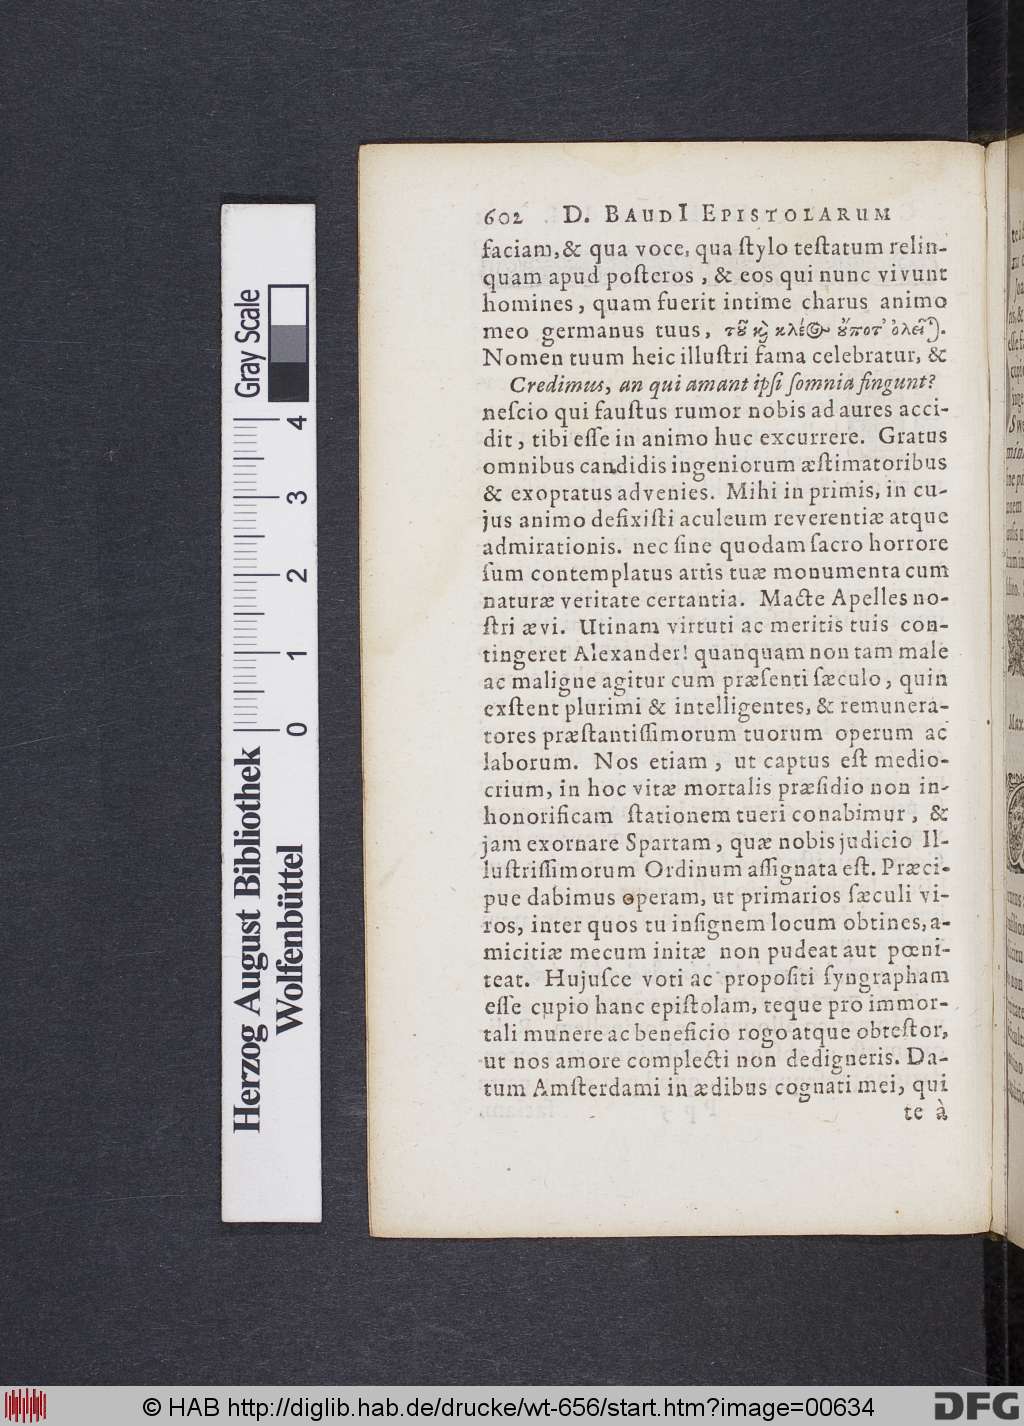 602 D. BAUDI EPISTOLARUM
faciam, & qua voce, qua ſtylo teſtatum relin-
quam apud poſteros, & eos qui nunc vivunt
homines, quam fuerit intime charus animo
meo germanus tuus,
Nomen tuum heic illuſtri fama celebratur, &
Credimus, an qui amant ipſi ſomnia fingunt?
neſcio qui fauſtus rumor nobis ad aures acci-
dit, tibi eſſe in animo huc excurrere. Gratus
omnibus candidis ingeniorum æſtimatoribus
& exoptatus advenies. Mihi in primis, in cu-
jus animo defixiſti aculeum reverentiæ atque
admirationis. nec ſine quodam ſacro horrore
ſum contemplatus artis tuæ monumenta cum
naturæ veritate certantia. Macte Apelles no-
ſtri ævi. Utinam virtuti ac meritis tuis con-
tingeret Alexander! quanquam non tam male
ac maligne agitur cum præſenti ſæculo, quin
exſtent plurimi & intelligentes, & remunera-
tores præſtantiſſimorum tuorum operum ac
laborum. Nos etiam, ut captus eſt medio-
crium, in hoc vitæ mortalis præſidio non in-
honorificam ſtationem tueri conabimur, &
jam exornare Spartam, quæ nobis judicio Il-
luſtriſſimorum Ordinum aſſignata eſt. Præci-
pue dabimus operam, ut primarios ſæculi vi-
ros, inter quos tu inſignem locum obtines, a-
micitiæ mecum initæ non pudeat aut pœni-
teat. Hujuſce voti ac propoſiti ſyngrapham
eſſe cupio hanc epiſtolam, teque pro immor-
tali munere ac beneficio rogo atque obteſtor,
ut nos amore complecti non dedigneris. Da-
tum Amſterdami in ædibus cognati mei, qui
te à
Gray Scale
4 3 2 1 0
Herzog August Bibliothek
Wolfenbüttel
© HAB http://diglib.hab.de/drucke/wt-656/start.htm?image=00634
DFG